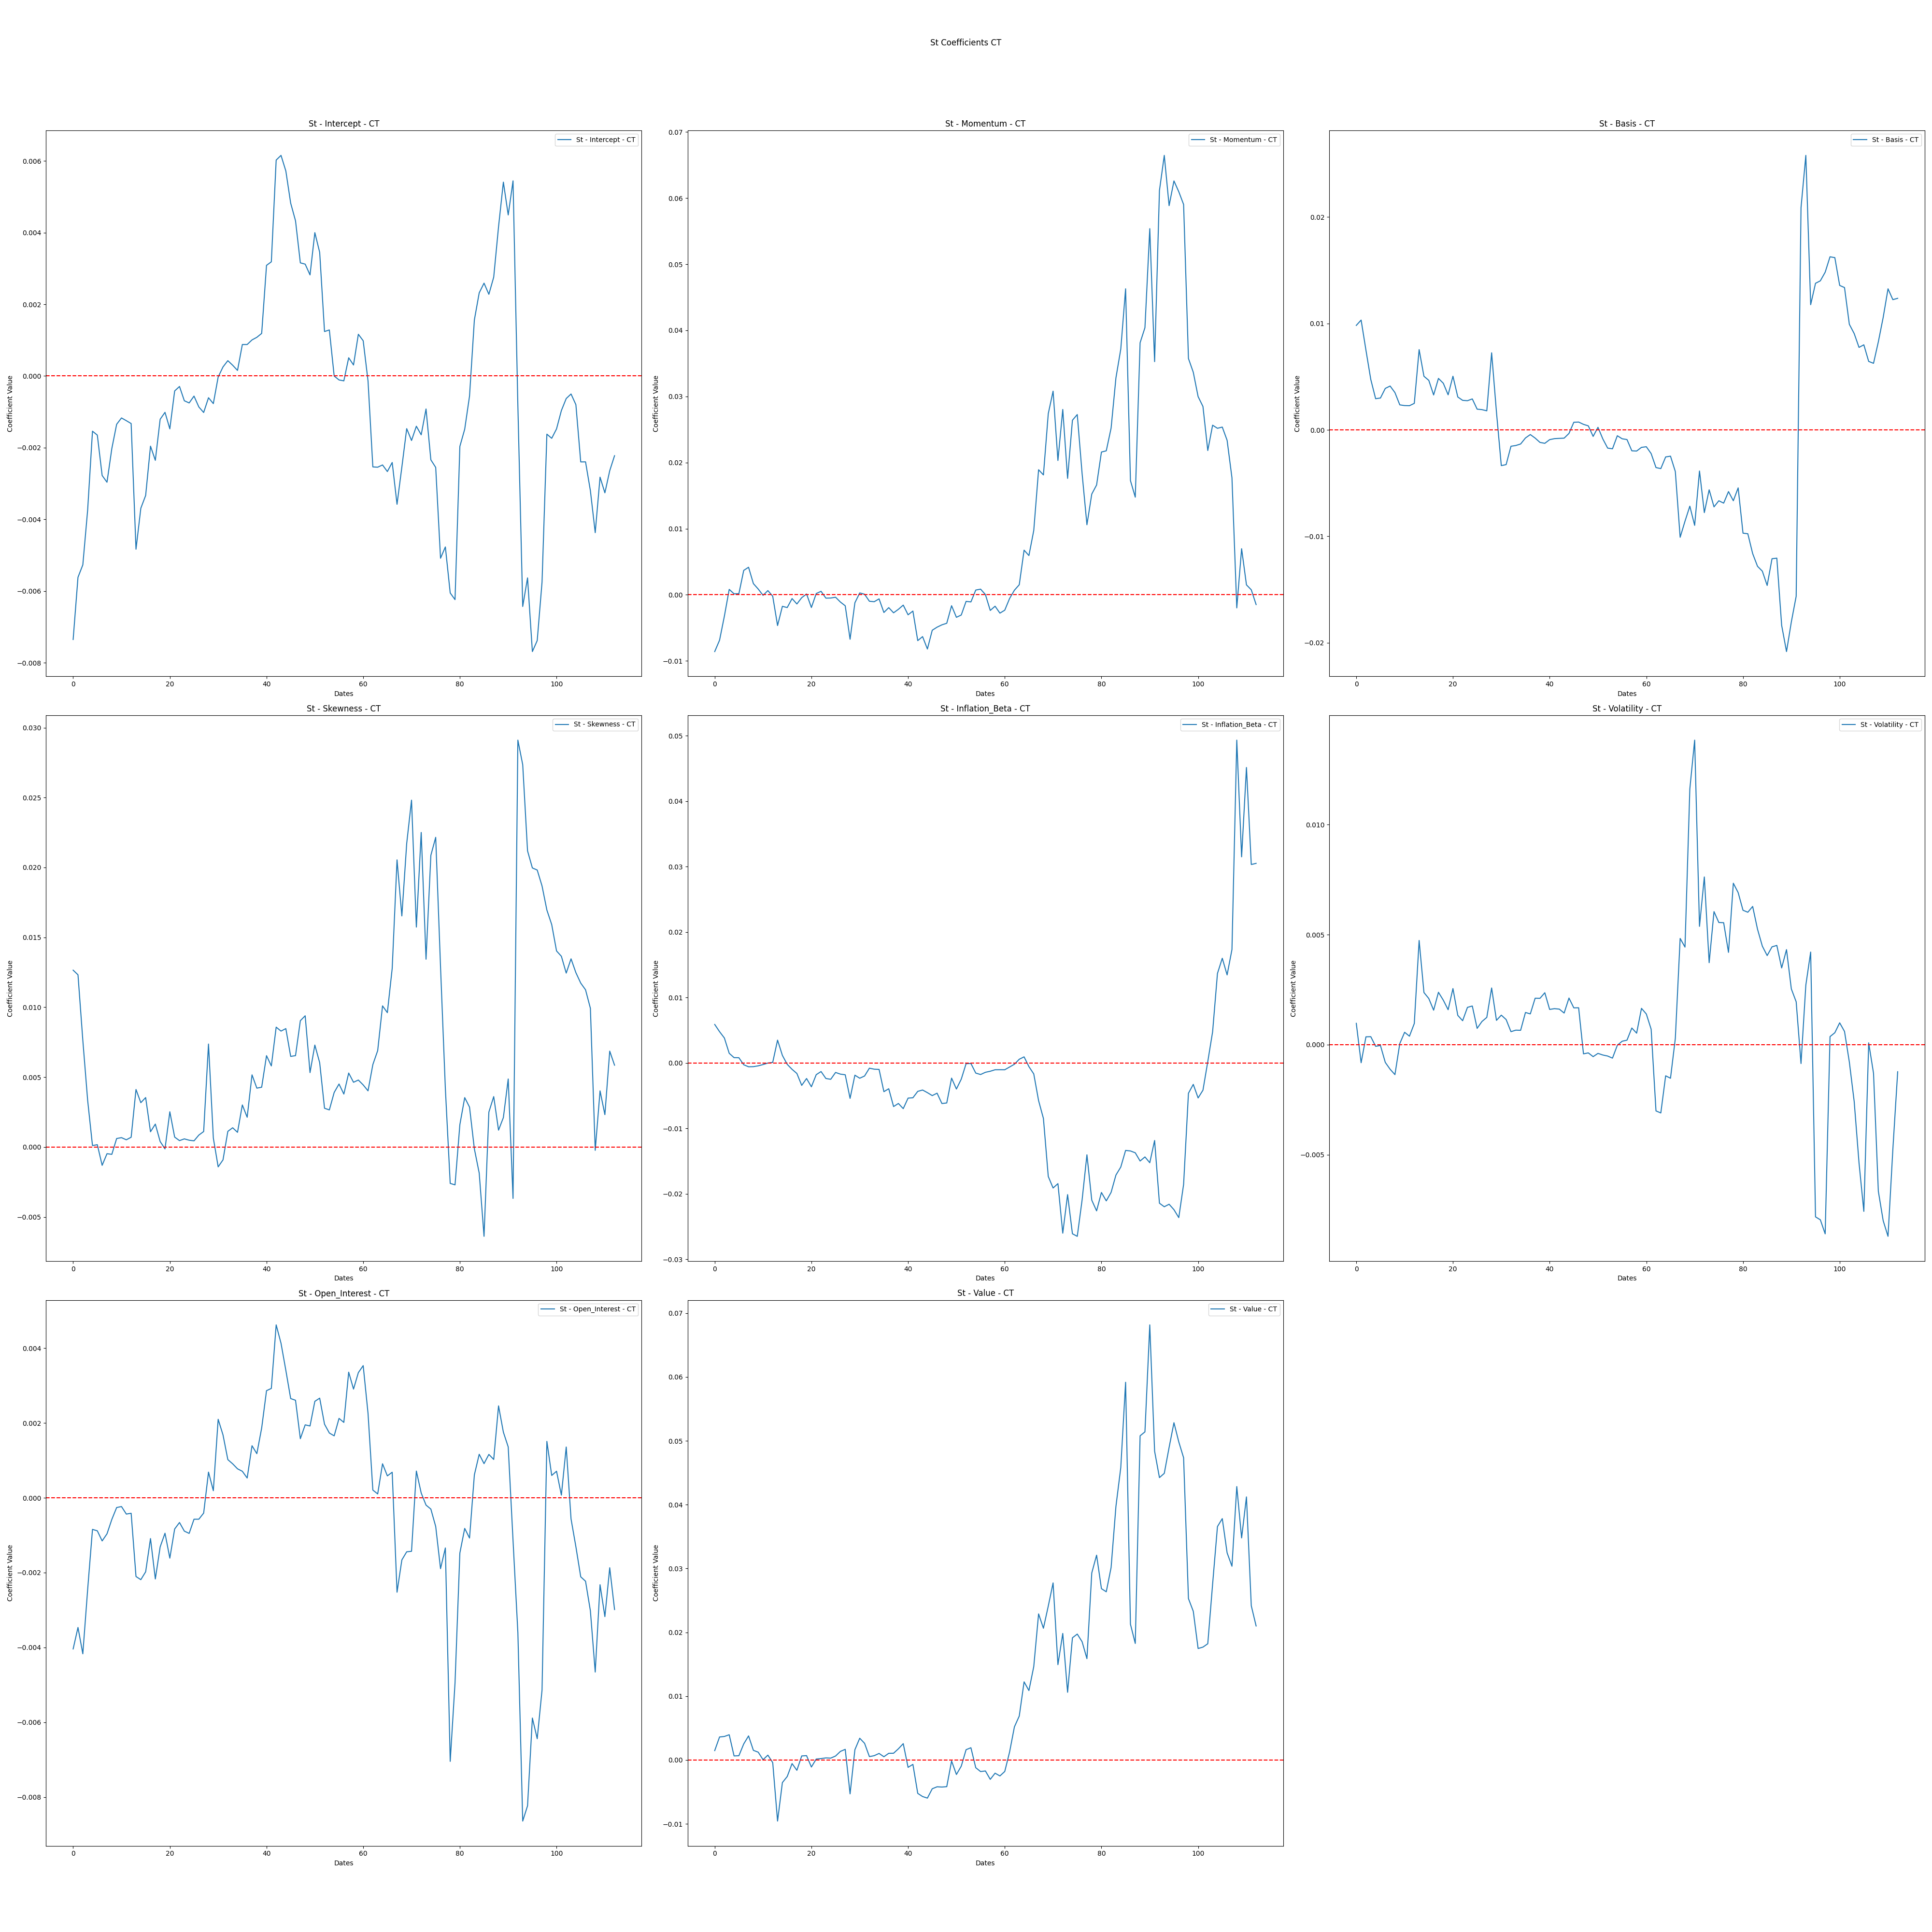 St Coefficients CT
St - Intercept - CT
St - Intercept - CT
Coefficient Value
0.006
0.004
0.002
0.000
−0.002
−0.004
−0.006
−0.008
0 20 40 60 80 100
Dates
St - Momentum - CT
St - Momentum - CT
Coefficient Value
0.07
0.06
0.05
0.04
0.03
0.02
0.01
0.00
−0.01
0 20 40 60 80 100
Dates
St - Basis - CT
St - Basis - CT
Coefficient Value
0.02
0.01
0.00
−0.01
−0.02
0 20 40 60 80 100
Dates
St - Skewness - CT
St - Skewness - CT
Coefficient Value
0.030
0.025
0.020
0.015
0.010
0.005
0.000
−0.005
0 20 40 60 80 100
Dates
St - Inflation_Beta - CT
St - Inflation_Beta - CT
Coefficient Value
0.05
0.04
0.03
0.02
0.01
0.00
−0.01
−0.02
−0.03
0 20 40 60 80 100
Dates
St - Volatility - CT
St - Volatility - CT
Coefficient Value
0.010
0.005
0.000
−0.005
0 20 40 60 80 100
Dates
St - Open_Interest - CT
St - Open_Interest - CT
Coefficient Value
0.004
0.002
0.000
−0.002
−0.004
−0.006
−0.008
0 20 40 60 80 100
Dates
St - Value - CT
St - Value - CT
Coefficient Value
0.07
0.06
0.05
0.04
0.03
0.02
0.01
0.00
−0.01
0 20 40 60 80 100
Dates